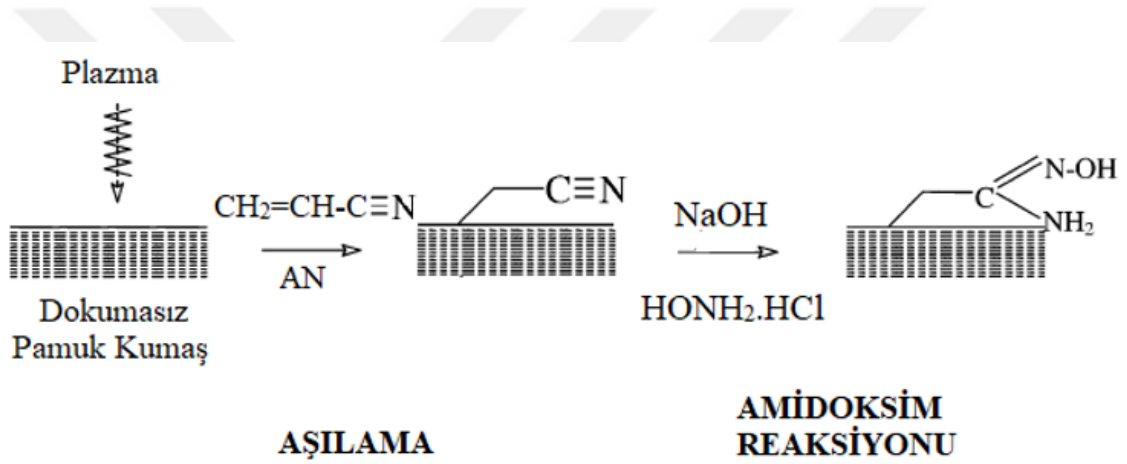 Plazma
CH₂=CH-C≡N
AN
Dokumasız
Pamuk Kumaş
C≡N
NaOH
HONH₂.HCl
N-OH
C
NH₂
AŞILAMA
AMİDOKSİM
REAKSİYONU